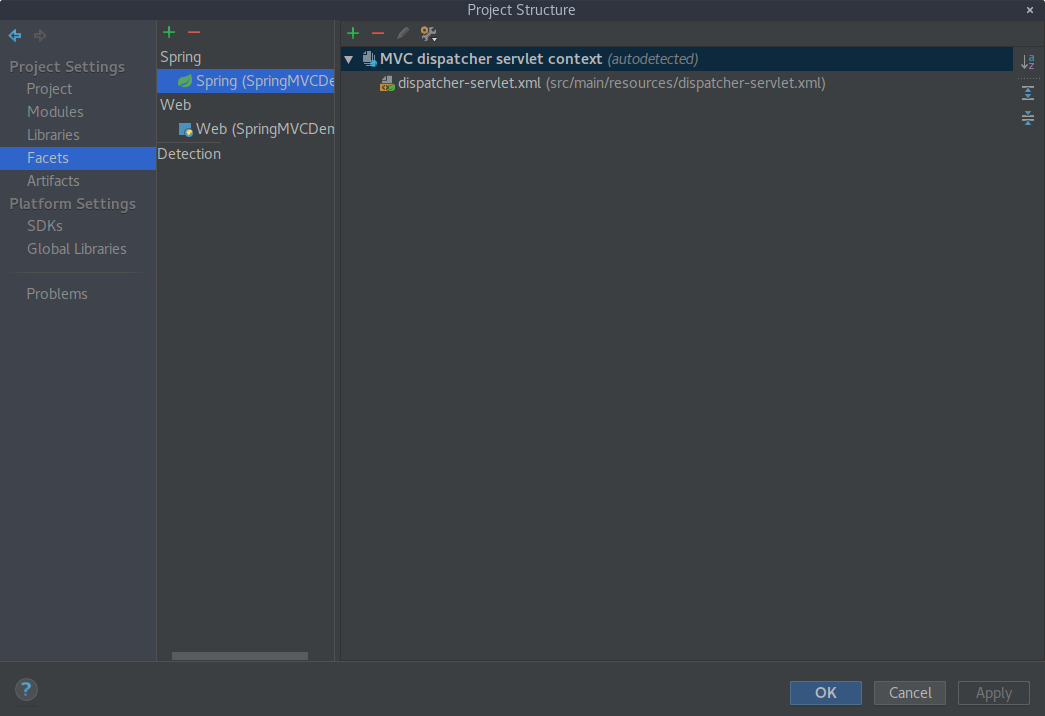 Project Structure
Project Settings
Project
Modules
Libraries
Facets
Artifacts
Platform Settings
SDKs
Global Libraries
Problems
Spring
Spring (SpringMVCDe
Web
Web (SpringMVCDem
Detection
MVC dispatcher servlet context (autodetected)
dispatcher-servlet.xml (src/main/resources/dispatcher-servlet.xml)
a
z
?
OK
Cancel
Apply